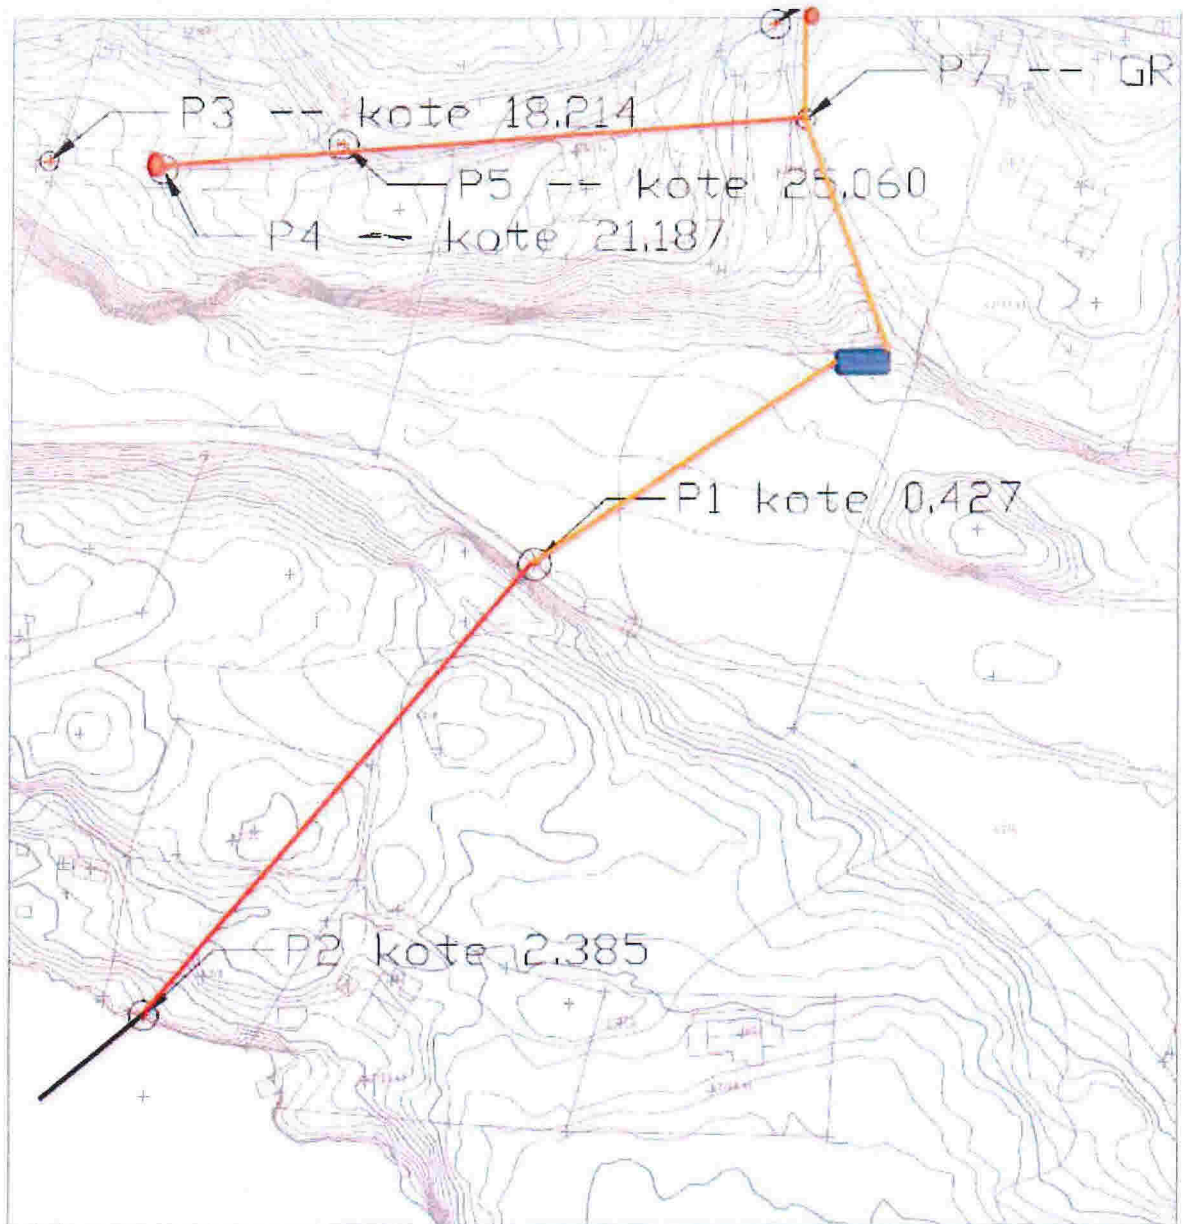 P7 -- GR
P3 -- kote 18.214
P5 -- kote 25.060
P4 -- kote 21.187
P1 kote 0.427
P2 kote 2.385